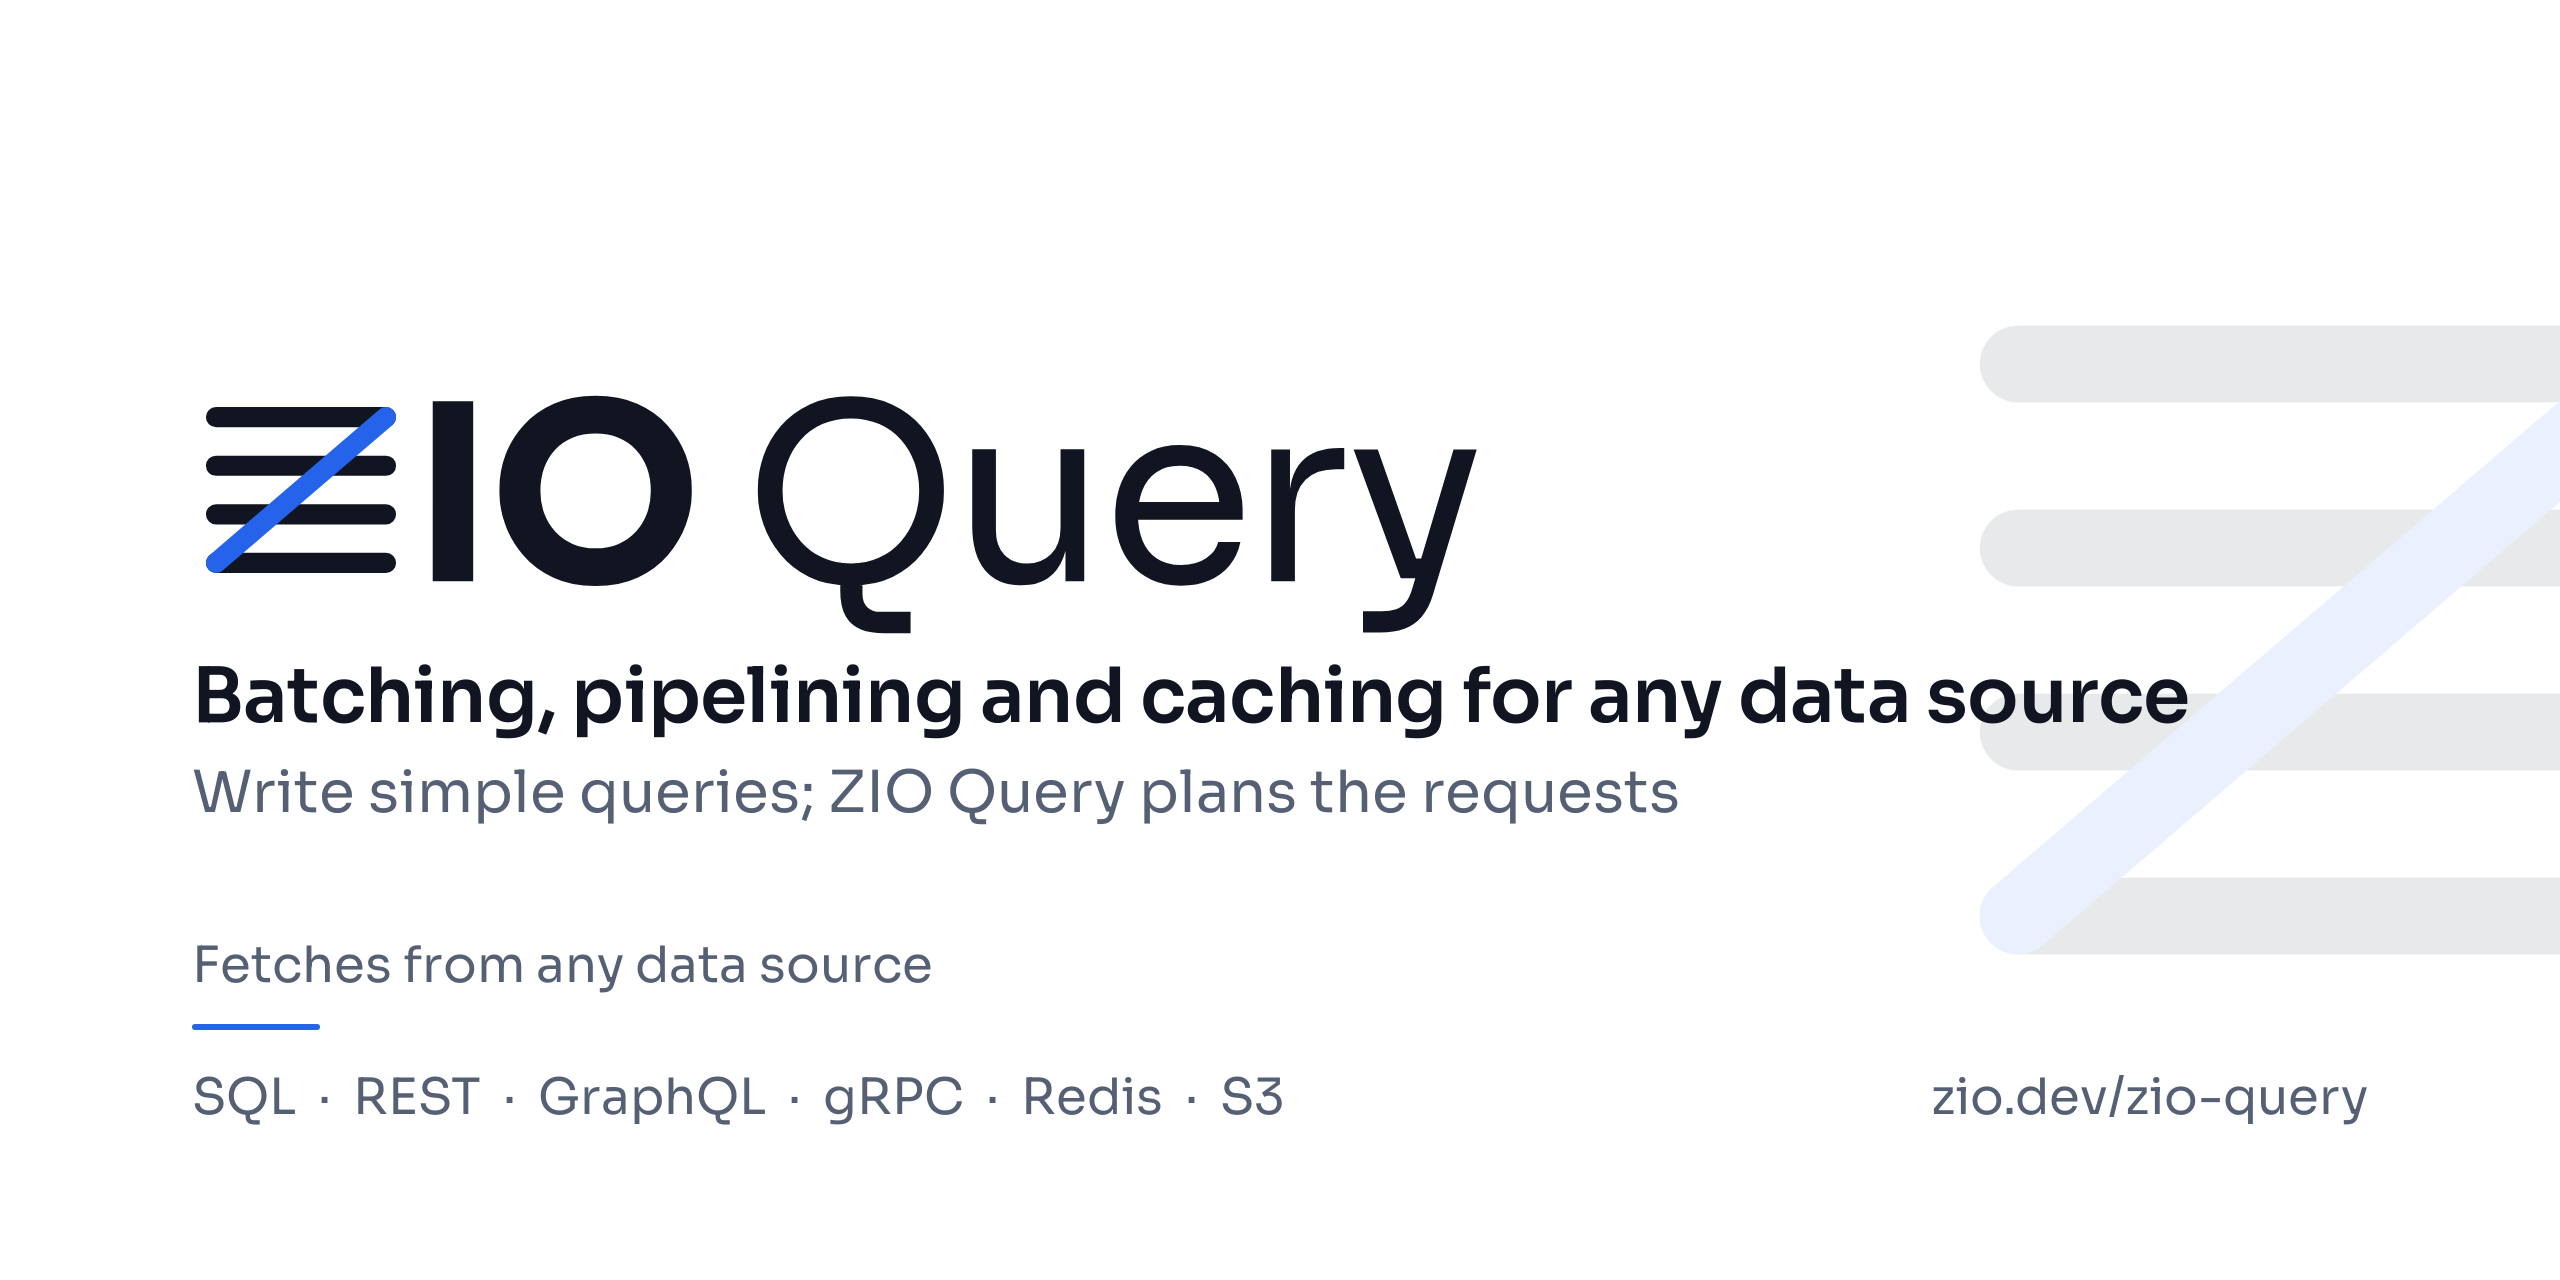 ZIO Query
Batching, pipelining and caching for any data source
Write simple queries; ZIO Query plans the requests
Fetches from any data source
SQL · REST · GraphQL · gRPC · Redis · S3
zio.dev/zio-query